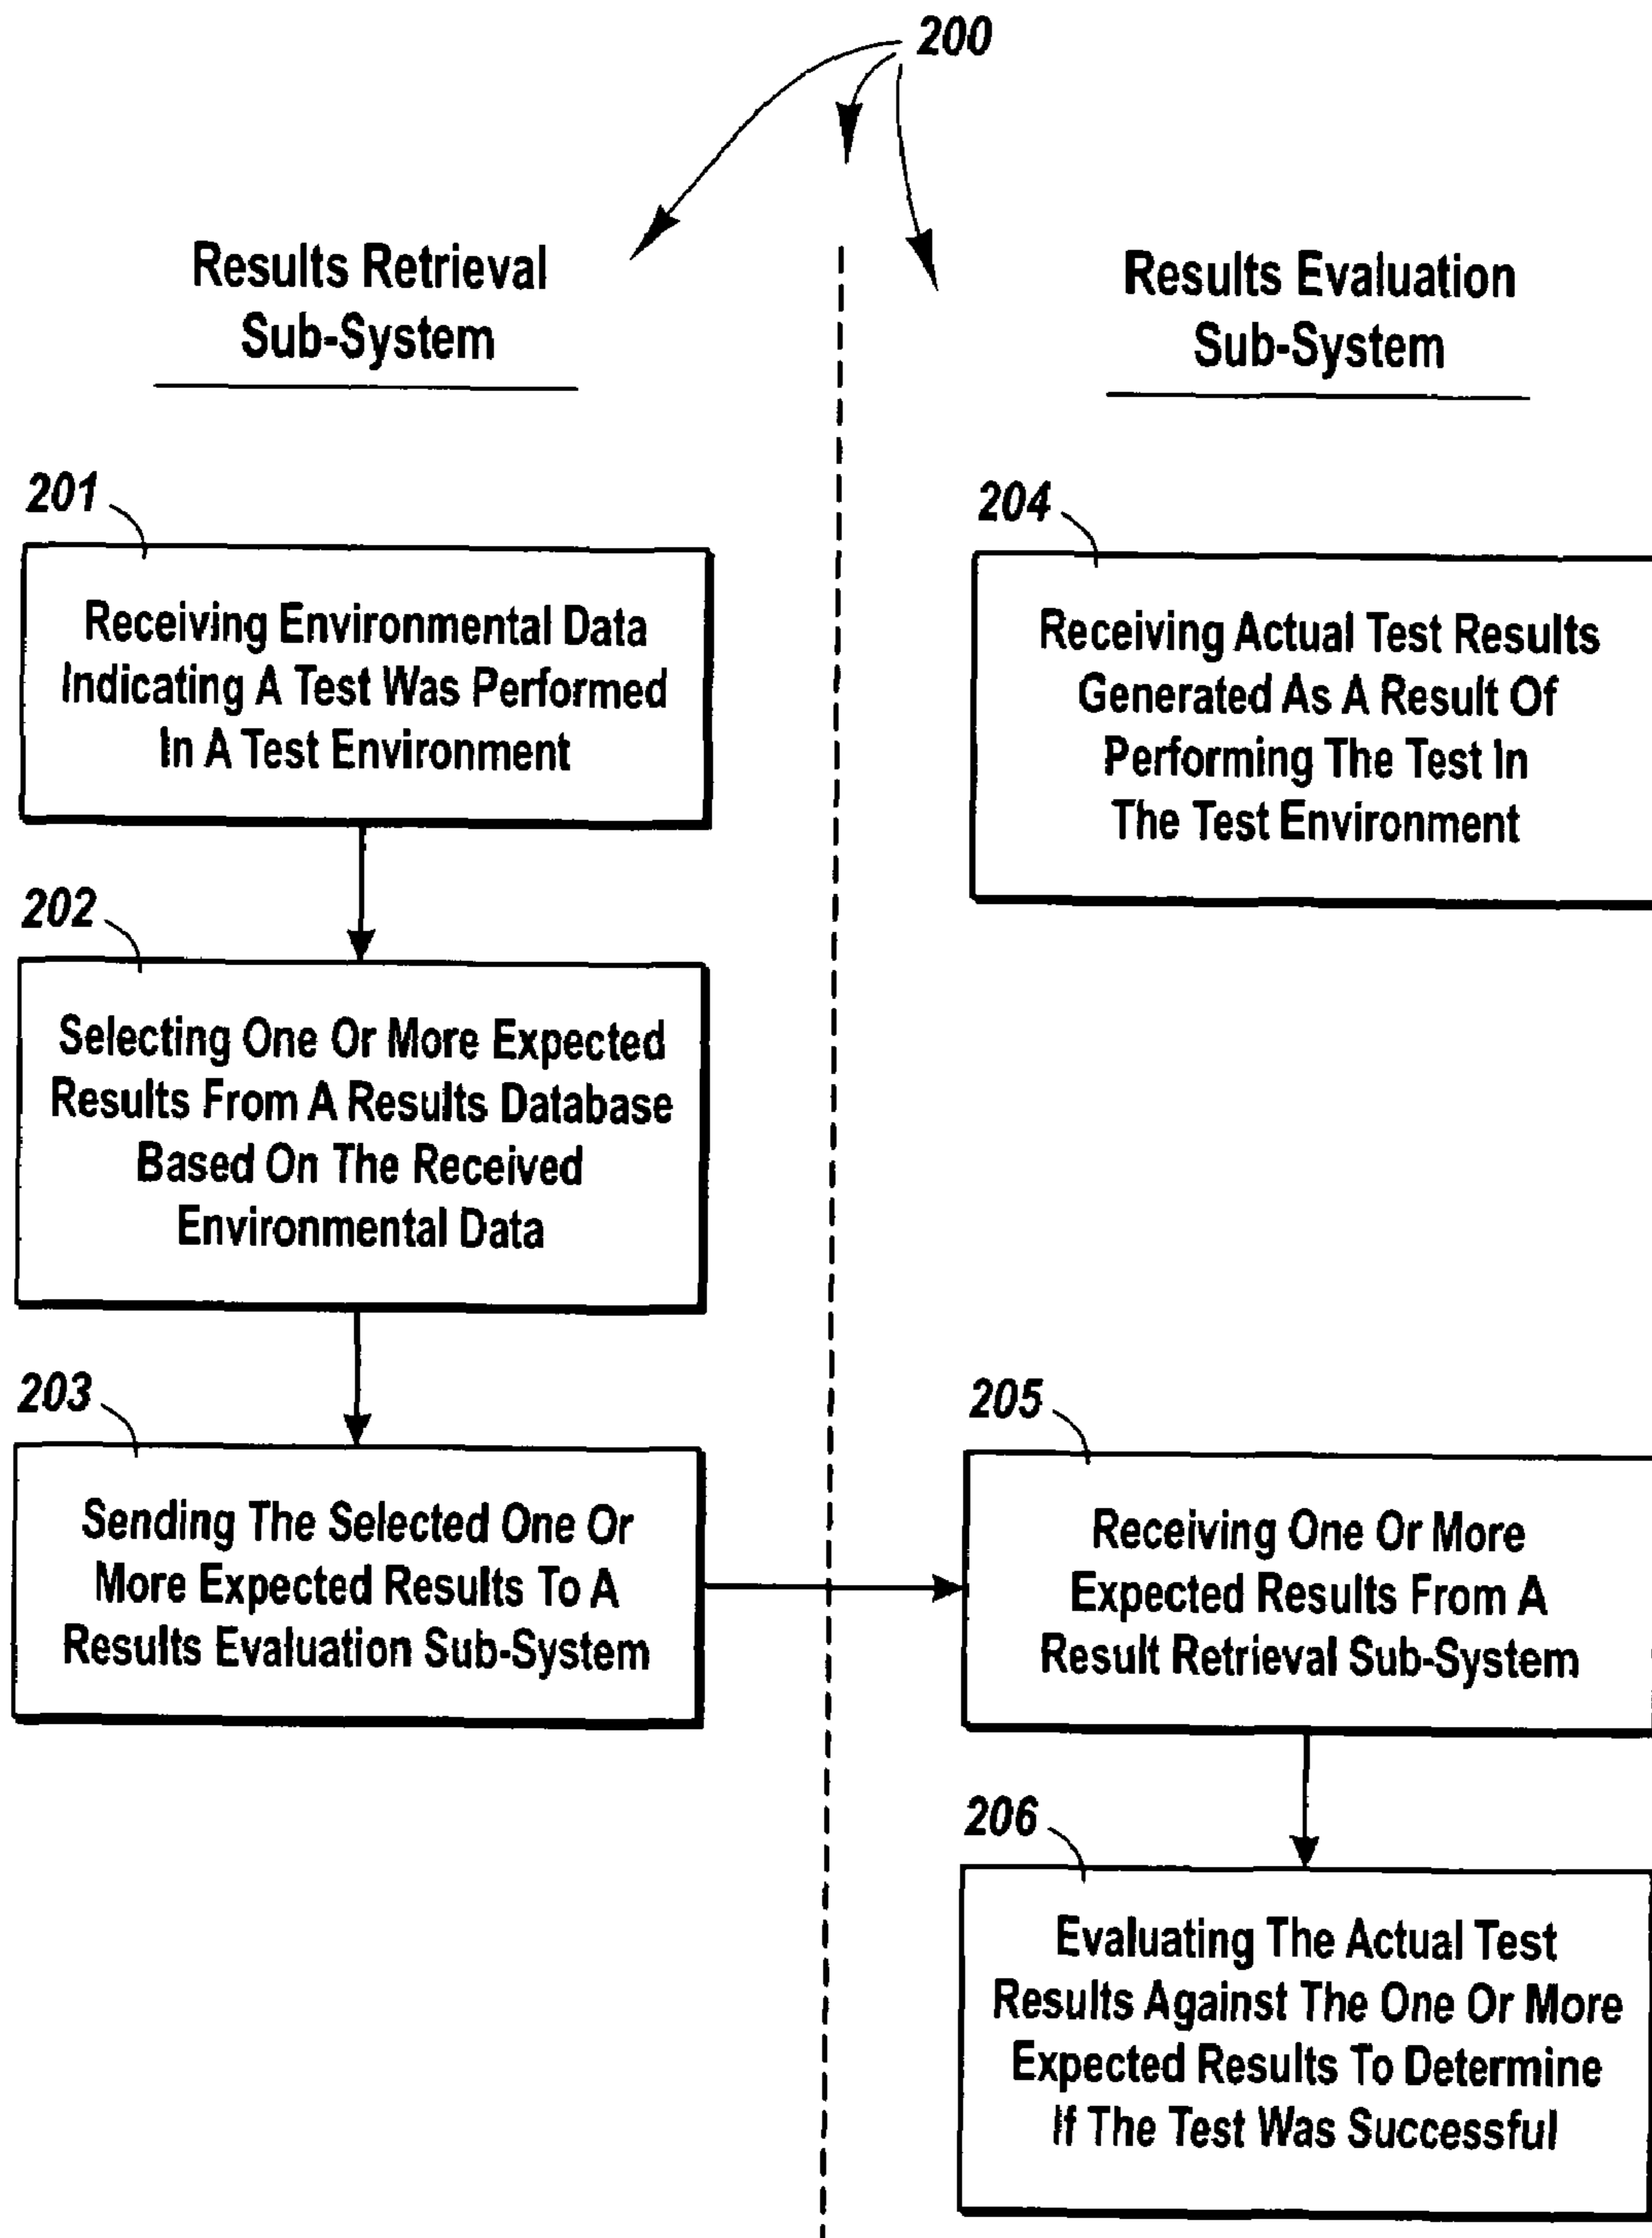 200
Results Retrieval
Sub-System
Results Evaluation
Sub-System
201
Receiving Environmental Data
Indicating A Test Was Performed
In A Test Environment
202
Selecting One Or More Expected
Results From A Results Database
Based On The Received
Environmental Data
203
Sending The Selected One Or
More Expected Results To A
Results Evaluation Sub-System
204
Receiving Actual Test Results
Generated As A Result Of
Performing The Test In
The Test Environment
205
Receiving One Or More
Expected Results From A
Result Retrieval Sub-System
206
Evaluating The Actual Test
Results Against The One Or More
Expected Results To Determine
If The Test Was Successful